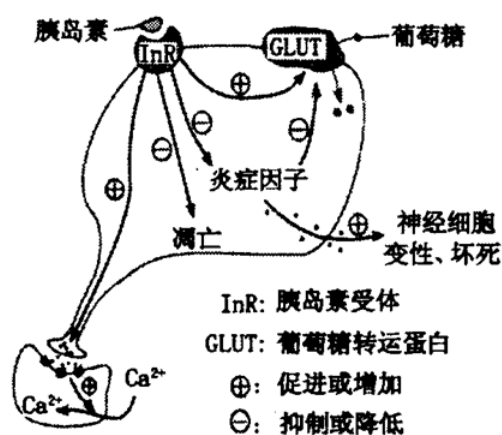 胰岛素
InR
GLUT
葡萄糖
⊕
⊖
⊖
⊖
⊕
炎症因子
凋亡
⊕
神经细胞
变性、坏死
InR: 胰岛素受体
GLUT: 葡萄糖转运蛋白
⊕
Ca²⁺
Ca²⁺
⊕: 促进或增加
⊖: 抑制或降低